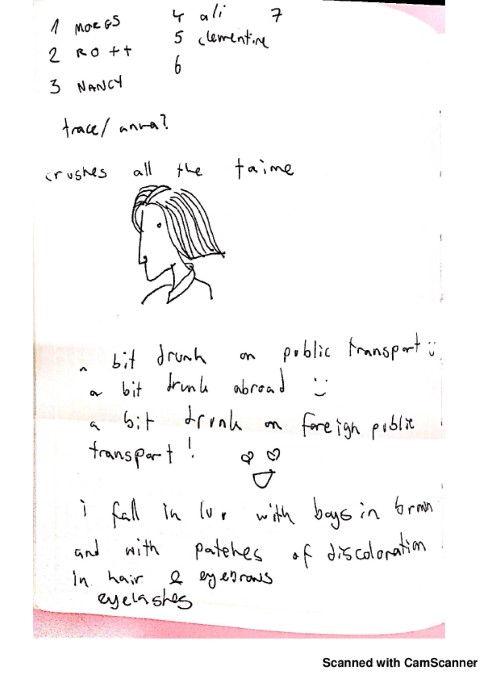 1 MOEGS
2 RO++
3 NANCY
4 ali
5 clementine
6
7
trace/ anna?
crushes all the taime
a bit drunk on public transport :)
a bit drunk abroad :)
a bit drunk on foreign public
transport!
i fall in luv with boys in brown
and with patches of discoloration
In hair & eyebrows
eyelashes
Scanned with CamScanner